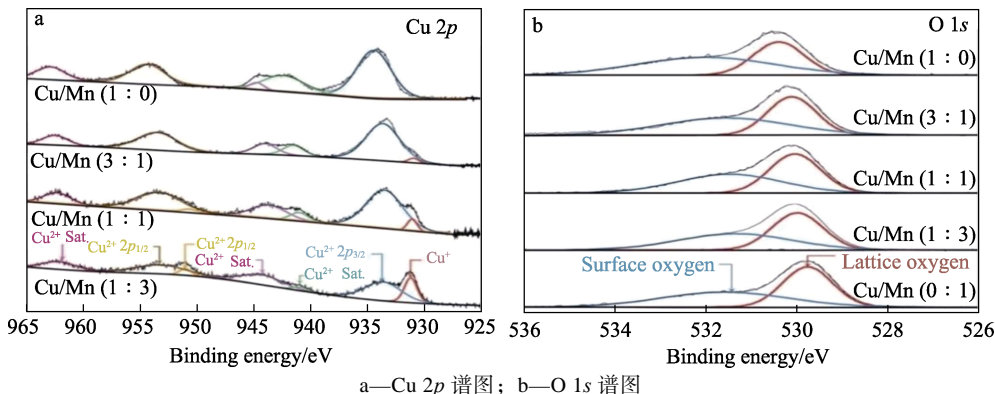 a
Cu 2p
Cu/Mn (1∶0)
Cu/Mn (3∶1)
Cu/Mn (1∶1)
Cu²⁺ Sat.
Cu²⁺ 2p₁/₂
Cu²⁺ 2p₁/₂
Cu²⁺ Sat.
Cu²⁺ Sat.
Cu²⁺ 2p₃/₂
Cu⁺
Cu/Mn (1∶3)
965 960 955 950 945 940 935 930 925
Binding energy/eV
b
O 1s
Cu/Mn (1∶0)
Cu/Mn (3∶1)
Cu/Mn (1∶1)
Cu/Mn (1∶3)
Surface oxygen
Lattice oxygen
Cu/Mn (0∶1)
536 534 532 530 528 526
Binding energy/eV
a—Cu 2p 谱图；b—O 1s 谱图